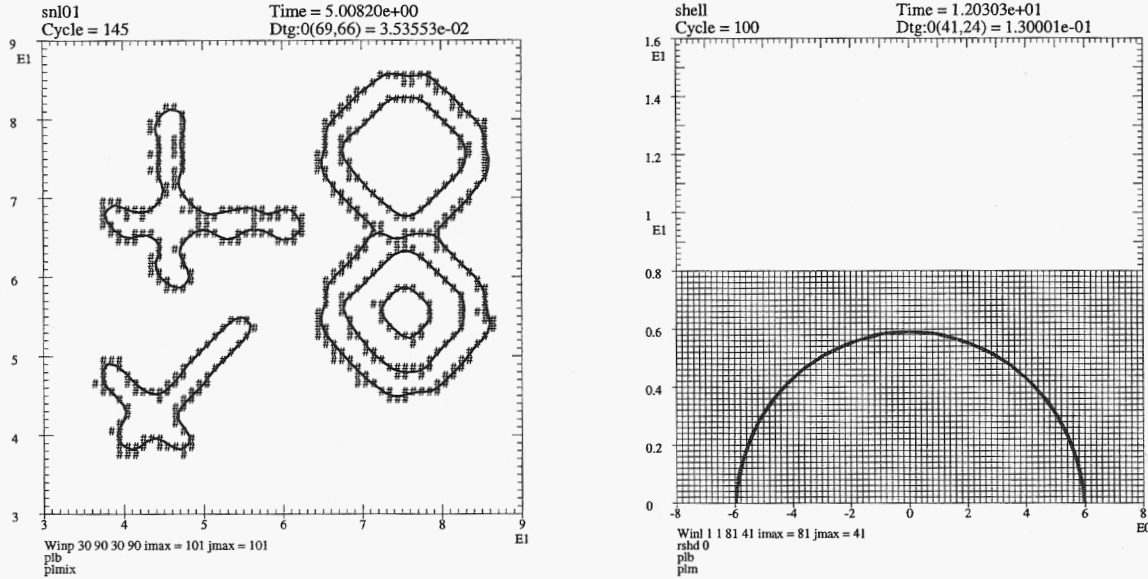 snl01
Time = 5.00820e+00
Cycle = 145
Dtg:0(69,66) = 3.53553e-02
9
E1
8
7
6
5
4
3
3
4
5
6
7
8
9
E1
Winp 30 90 30 90 imax = 101 jmax = 101
plb
plmix
shell
Time = 1.20303e+01
Cycle = 100
Dtg:0(41,24) = 1.30001e-01
1.6
E1
1.4
1.2
1
E1
0.8
0.6
0.4
0.2
0
-8
-6
-4
-2
0
2
4
6
8
E0
Winl 1 1 81 41 imax = 81 jmax = 41
rshd 0
plb
plm